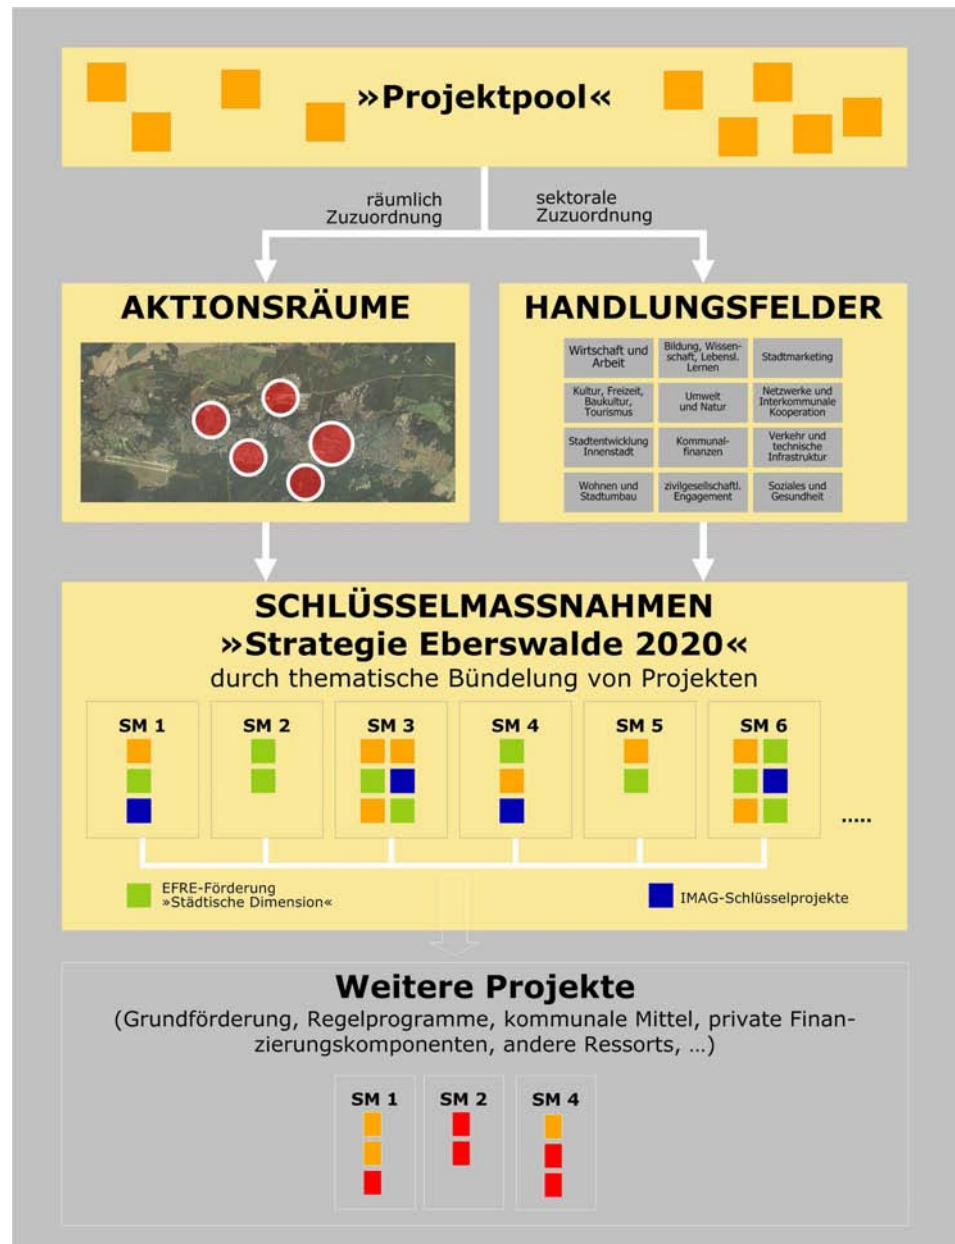 »Projektpool«
räumlich
Zuzuordnung
sektorale
Zuzuordnung
AKTIONSRÄUME
HANDLUNGSFELDER
Wirtschaft und
Arbeit
Bildung, Wissen-
schaft, Lebensl.
Lernen
Stadtmarketing
Kultur, Freizeit,
Baukultur,
Tourismus
Umwelt
und Natur
Netzwerke und
Interkommunale
Kooperation
Stadtentwicklung
Innenstadt
Kommunal-
finanzen
Verkehr und
technische
Infrastruktur
Wohnen und
Stadtumbau
zivilgesellschaftl.
Engagement
Soziales und
Gesundheit
SCHLÜSSELMASSNAHMEN
»Strategie Eberswalde 2020«
durch thematische Bündelung von Projekten
SM 1
SM 2
SM 3
SM 4
SM 5
SM 6
.....
EFRE-Förderung
»Städtische Dimension«
IMAG-Schlüsselprojekte
Weitere Projekte
(Grundförderung, Regelprogramme, kommunale Mittel, private Finan-
zierungskomponenten, andere Ressorts, ...)
SM 1
SM 2
SM 4